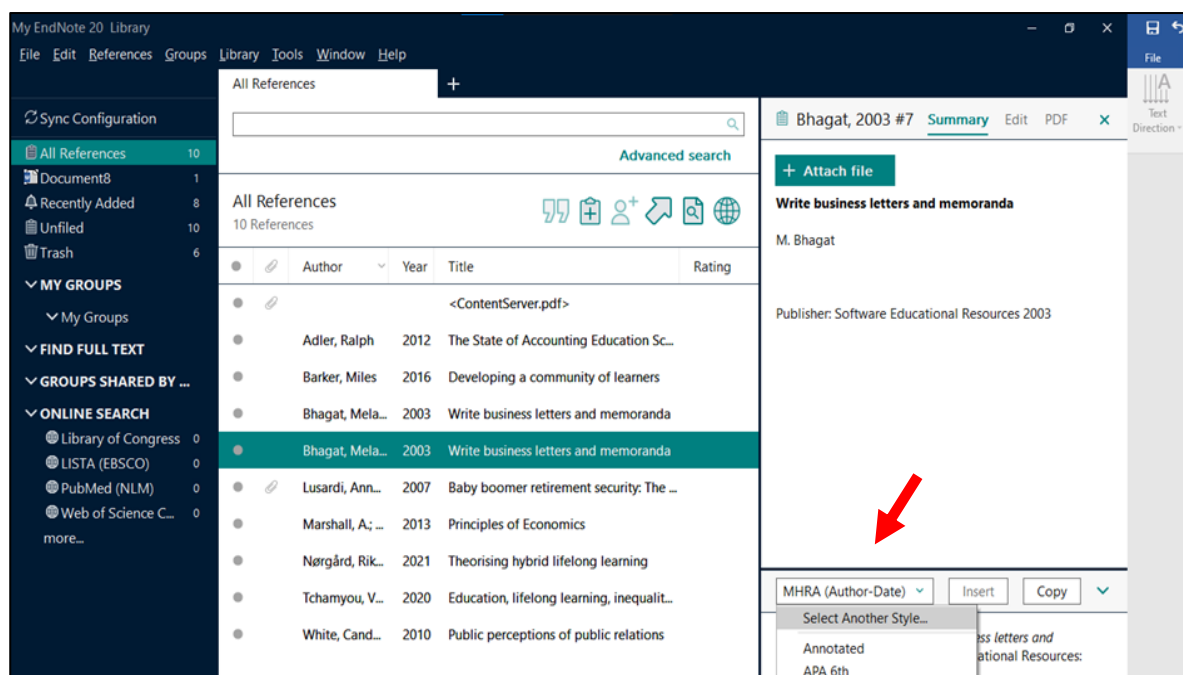 My EndNote 20 Library
File Edit References Groups Library Tools Window Help
File
All References
Text
Direction
Sync Configuration
All References 10
Document8 1
Recently Added 8
Unfiled 10
Trash 6
MY GROUPS
My Groups
FIND FULL TEXT
GROUPS SHARED BY ...
ONLINE SEARCH
Library of Congress 0
LISTA (EBSCO) 0
PubMed (NLM) 0
Web of Science C... 0
more...
Advanced search
All References
10 References
Author Year Title Rating
<ContentServer.pdf>
Adler, Ralph 2012 The State of Accounting Education Sc...
Barker, Miles 2016 Developing a community of learners
Bhagat, Mela... 2003 Write business letters and memoranda
Bhagat, Mela... 2003 Write business letters and memoranda
Lusardi, Ann... 2007 Baby boomer retirement security: The ...
Marshall, A.; ... 2013 Principles of Economics
Nørgård, Rik... 2021 Theorising hybrid lifelong learning
Tchamyou, V... 2020 Education, lifelong learning, inequalit...
White, Cand... 2010 Public perceptions of public relations
Bhagat, 2003 #7 Summary Edit PDF
+ Attach file
Write business letters and memoranda
M. Bhagat
Publisher: Software Educational Resources 2003
MHRA (Author-Date) Insert Copy
Select Another Style...
Annotated
APA 6th
ss letters and
ational Resources: